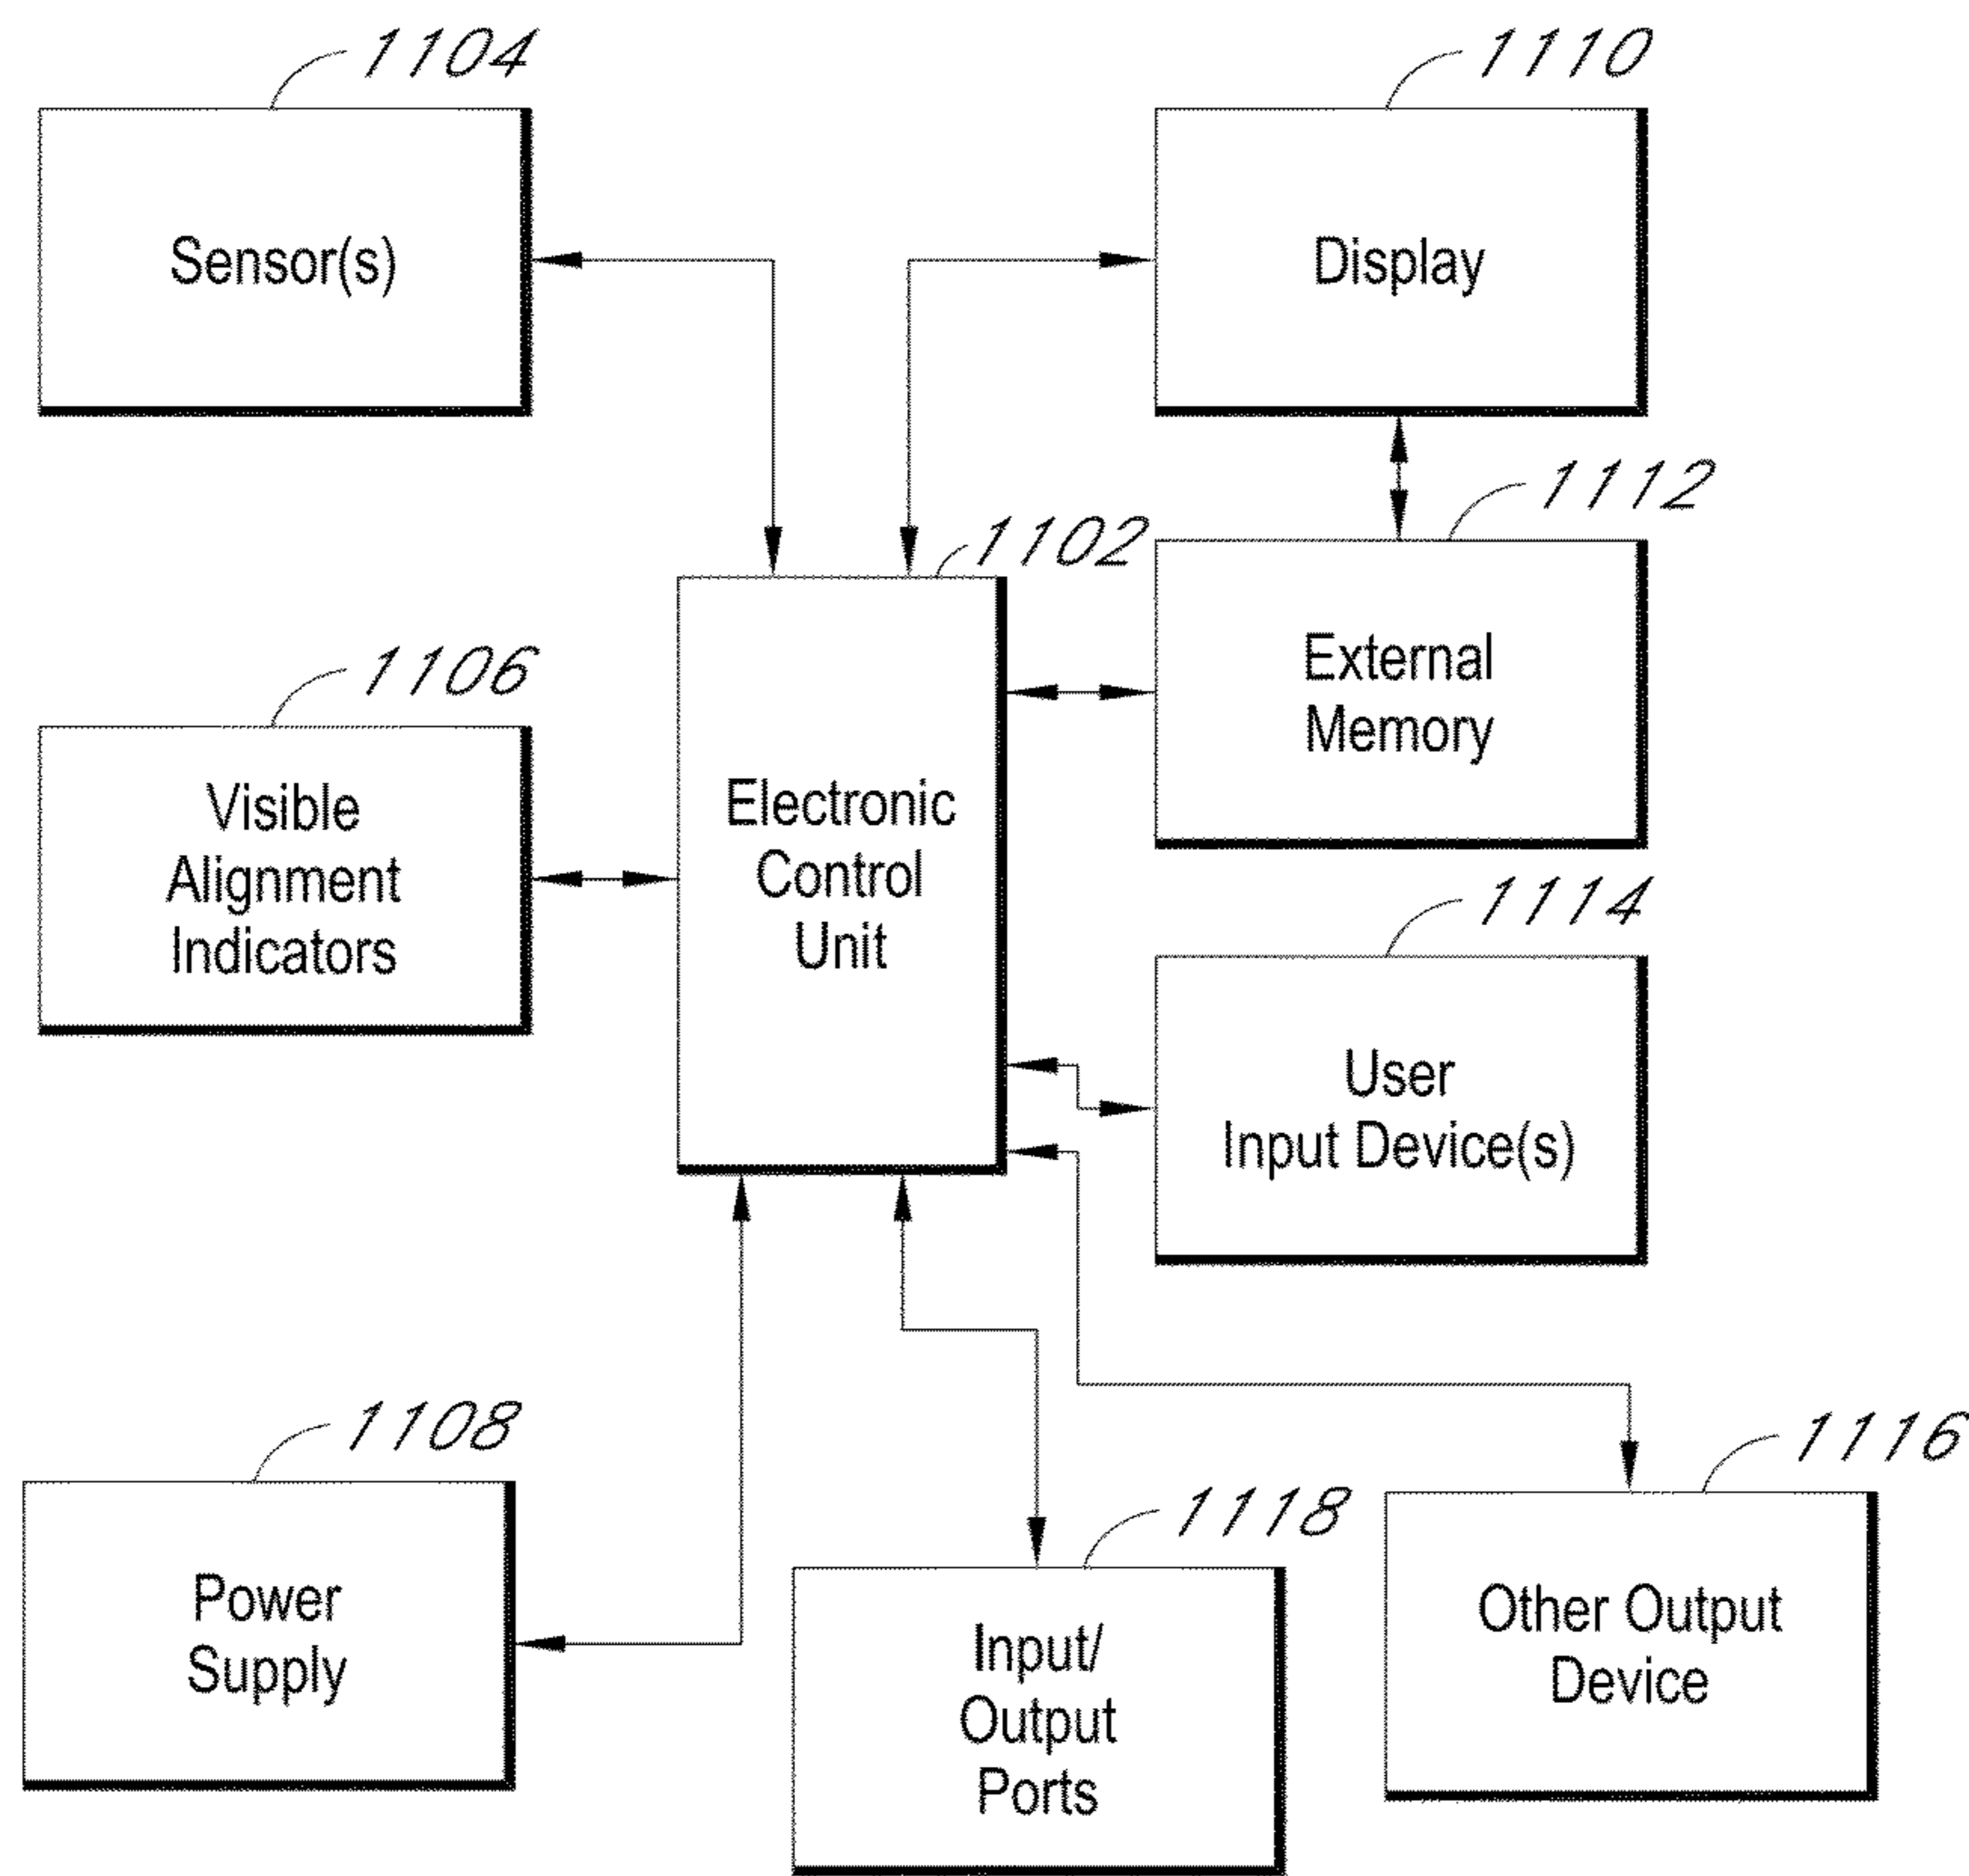 1104
Sensor(s)
1110
Display
1102
Electronic
Control
Unit
1112
External
Memory
1106
Visible
Alignment
Indicators
1114
User
Input Device(s)
1108
Power
Supply
1118
Input/
Output
Ports
1116
Other Output
Device